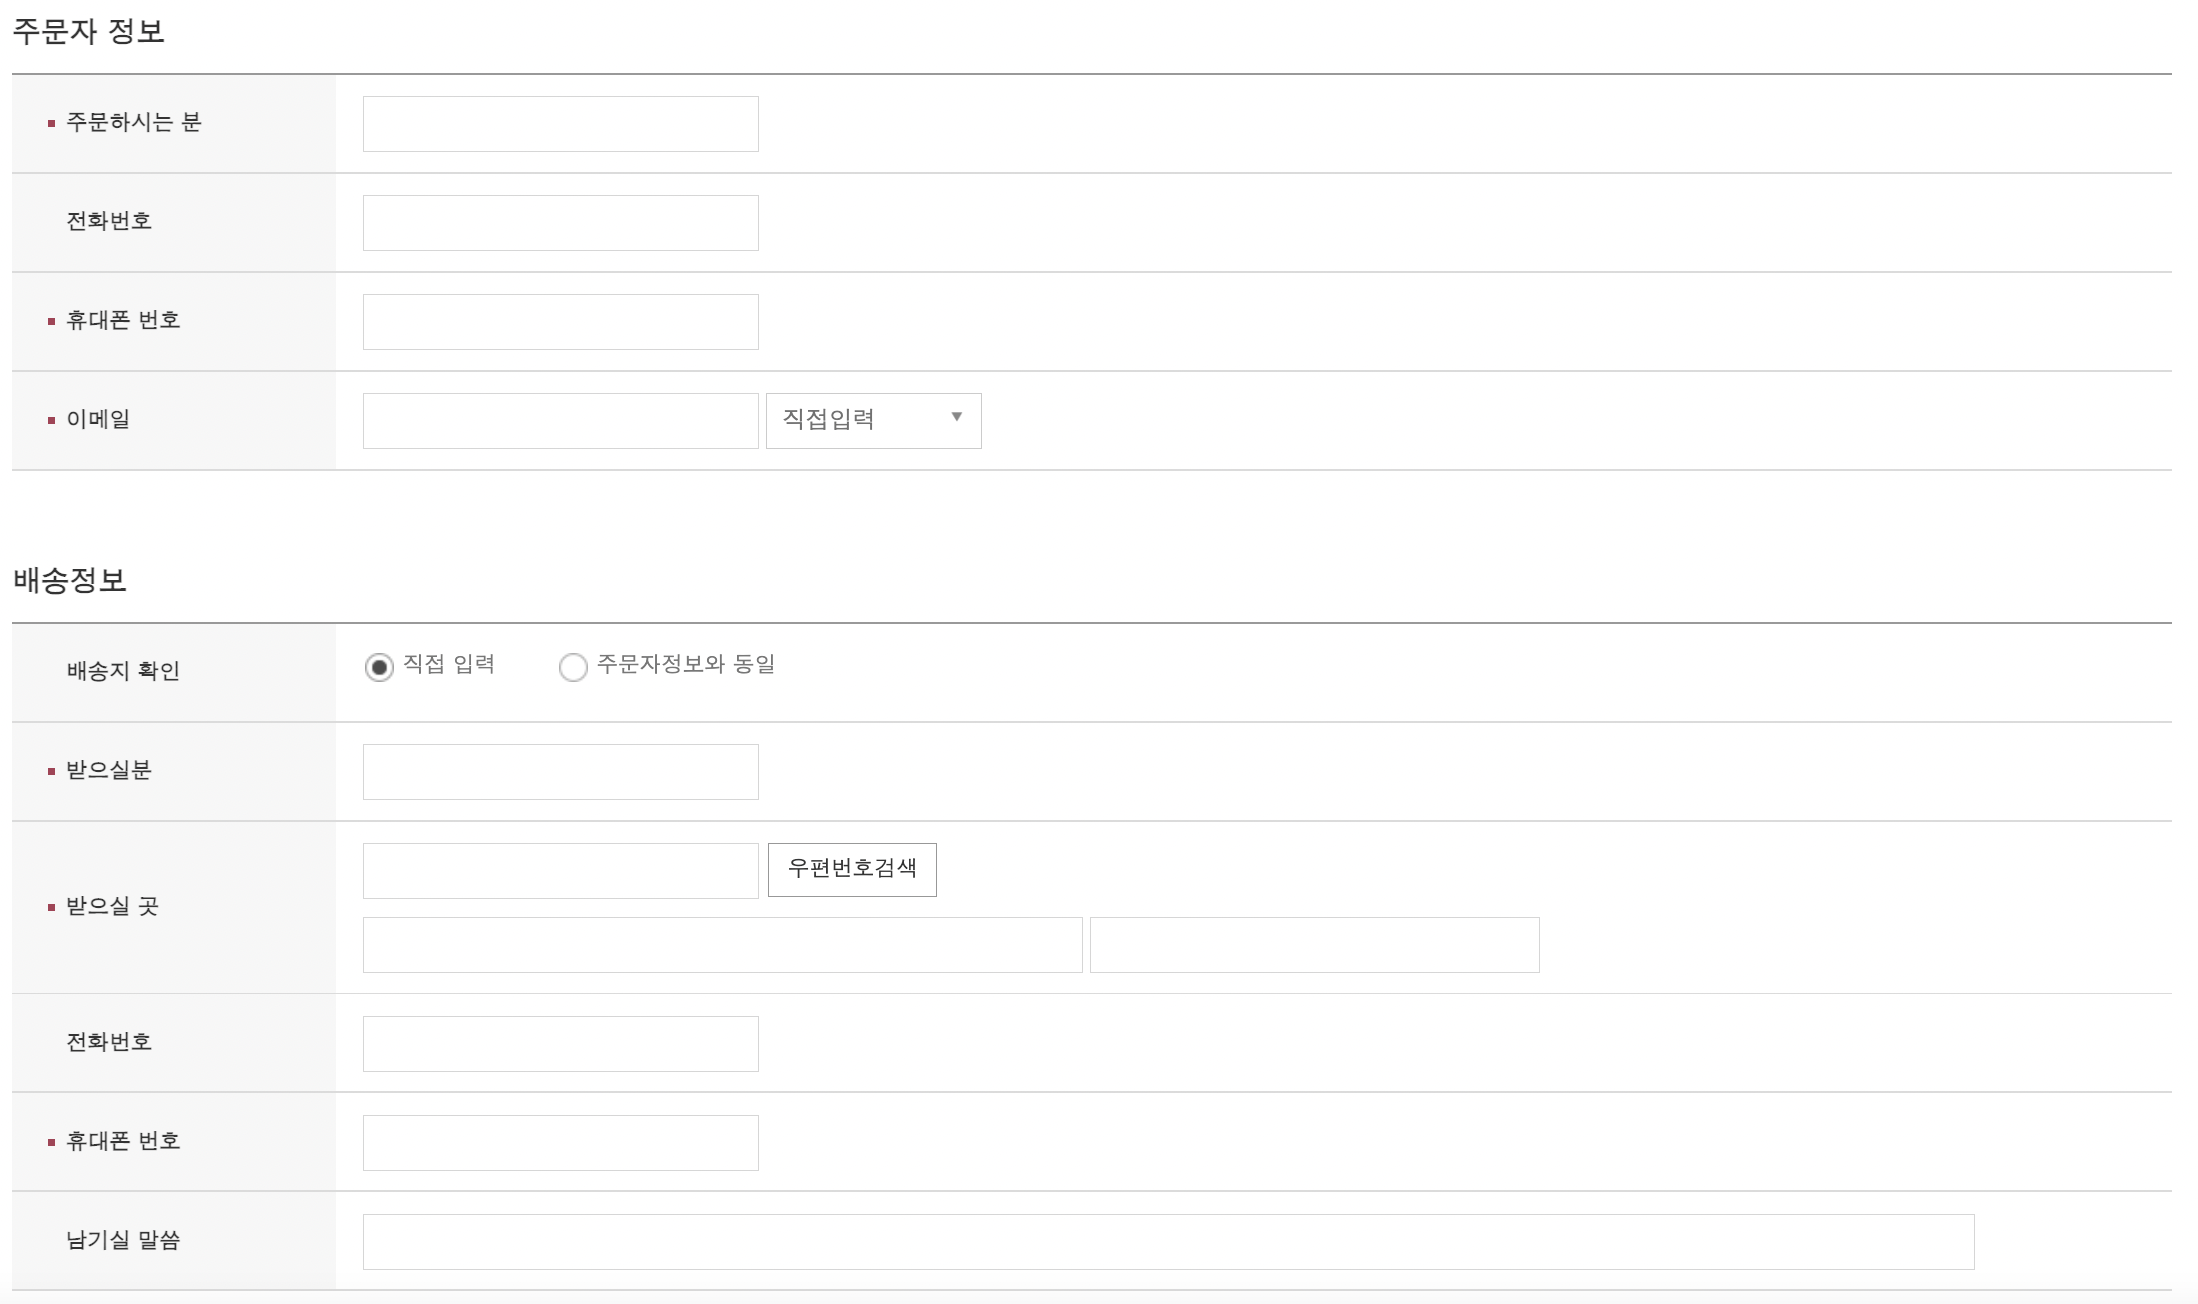 주문자 정보
주문하시는 분
전화번호
휴대폰 번호
이메일 직접입력
배송정보
배송지 확인 직접 입력 주문자정보와 동일
받으실분
받으실 곳 우편번호검색
전화번호
휴대폰 번호
남기실 말씀